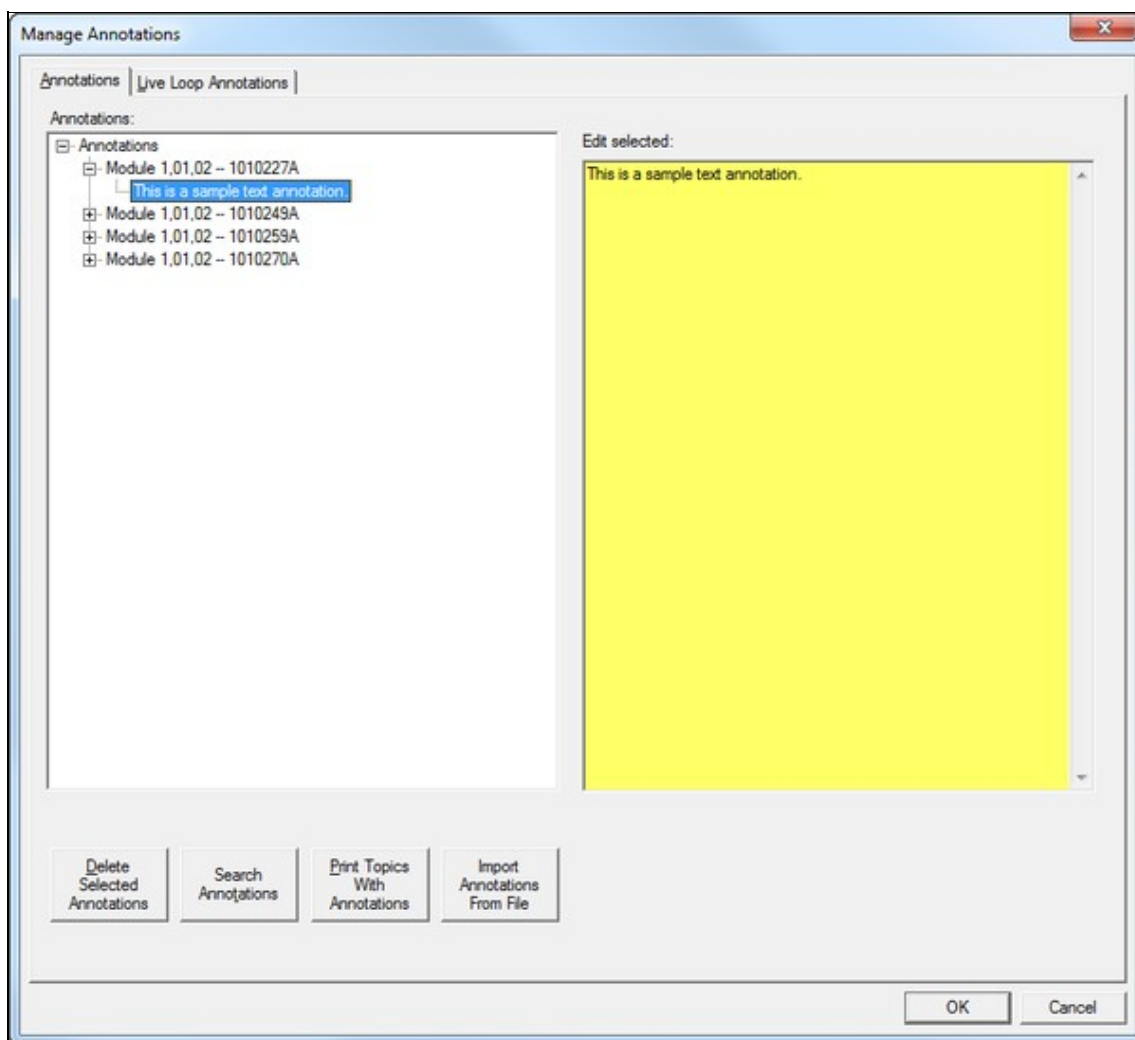 Manage Annotations
Annotations
Live Loop Annotations
Annotations:
Annotations
Module 1,01,02 -- 1010227A
This is a sample text annotation.
Module 1,01,02 -- 1010249A
Module 1,01,02 -- 1010259A
Module 1,01,02 -- 1010270A
Edit selected:
This is a sample text annotation.
Delete
Selected
Annotations
Search
Annotations
Print Topics
With
Annotations
Import
Annotations
From File
OK
Cancel